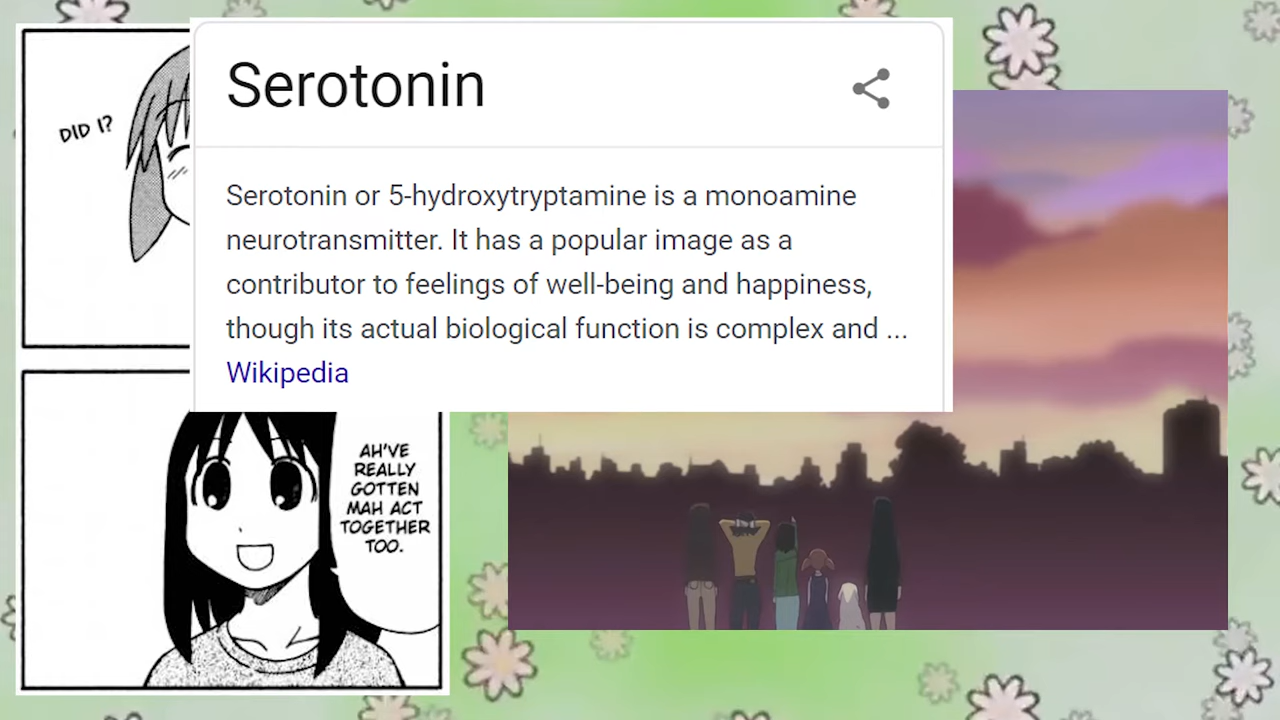 DID I?
Serotonin
Serotonin or 5-hydroxytryptamine is a monoamine
neurotransmitter. It has a popular image as a
contributor to feelings of well-being and happiness,
though its actual biological function is complex and ...
Wikipedia
AH'VE
REALLY
GOTTEN
MAH ACT
TOGETHER
TOO.